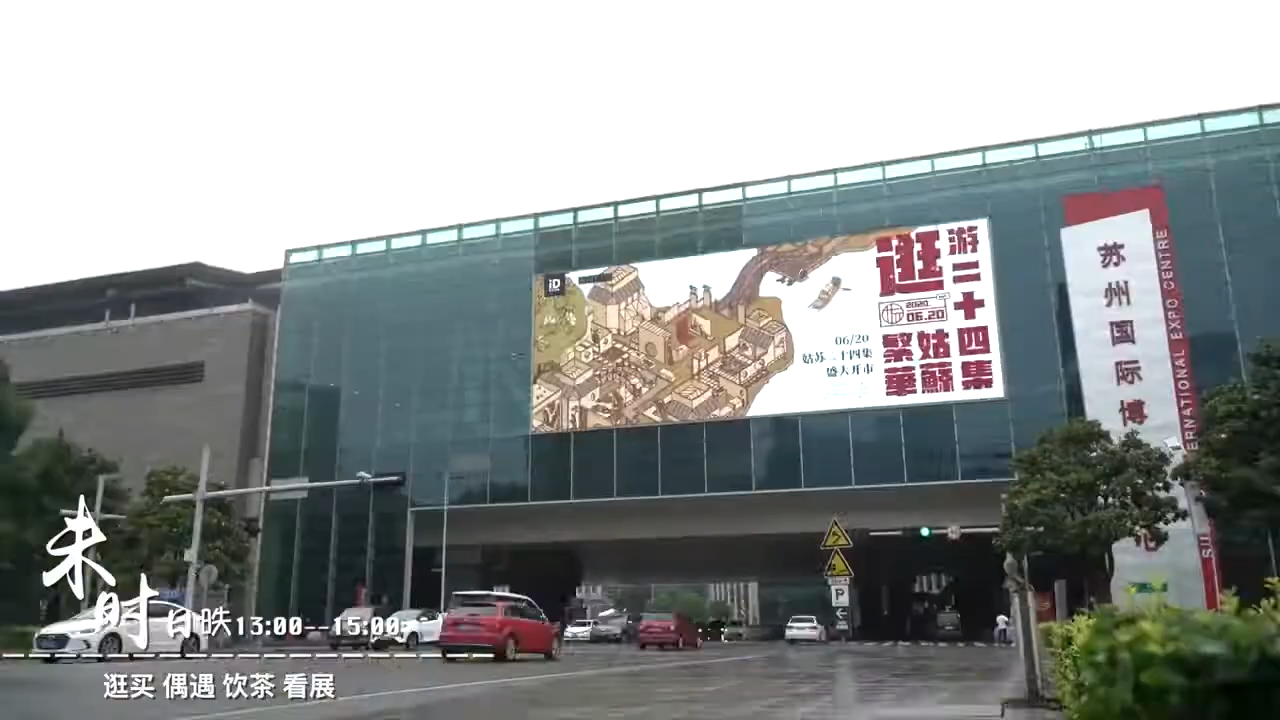 iD
逛
游二十四集
2020.
06.20
姑蘇
繁華
06/20
姑苏二十四集
盛大开市
苏州国际博
INTERNATIONAL EXPO CENTRE
P
未时
日昳13:00--15:00
逛买 偶遇 饮茶 看展